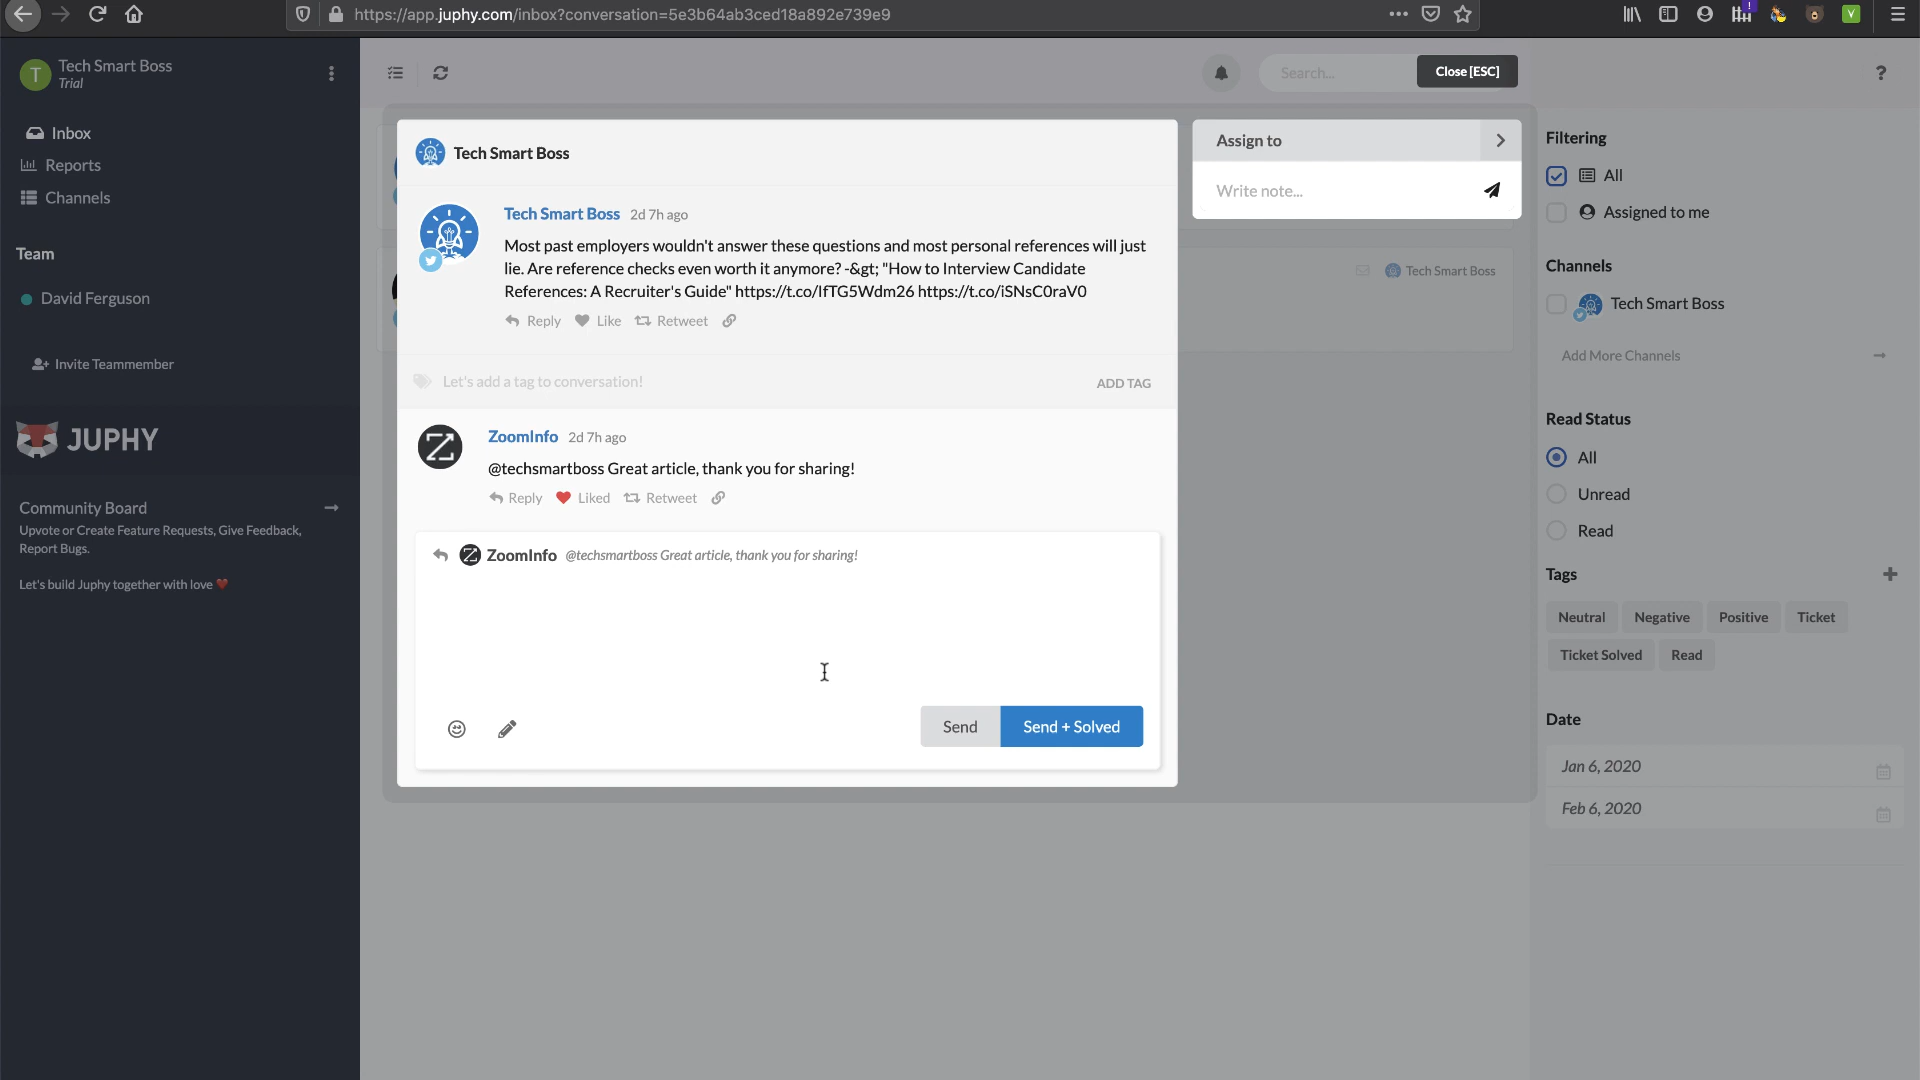 https://app.juphy.com/inbox?conversation=5e3b64ab3ced18a892e739e9
T
Tech Smart Boss
Trial
Inbox
Reports
Channels
Team
David Ferguson
Invite Teammember
JUPHY
Community Board
Upvote or Create Feature Requests, Give Feedback,
Report Bugs.
Let's build Juphy together with love
Search...
Close [ESC]
?
Tech Smart Boss
Tech Smart Boss 2d 7h ago
Most past employers wouldn't answer these questions and most personal references will just
lie. Are reference checks even worth it anymore? -&gt; "How to Interview Candidate
References: A Recruiter's Guide" https://t.co/IfTG5Wdm26 https://t.co/iSNsC0raV0
Reply Like Retweet
Let's add a tag to conversation!
ADD TAG
ZoomInfo 2d 7h ago
@techsmartboss Great article, thank you for sharing!
Reply Liked Retweet
ZoomInfo @techsmartboss Great article, thank you for sharing!
Send
Send + Solved
Assign to
Write note...
Tech Smart Boss
Filtering
All
Assigned to me
Channels
Tech Smart Boss
Add More Channels
Read Status
All
Unread
Read
Tags
Neutral Negative Positive Ticket
Ticket Solved Read
Date
Jan 6, 2020
Feb 6, 2020